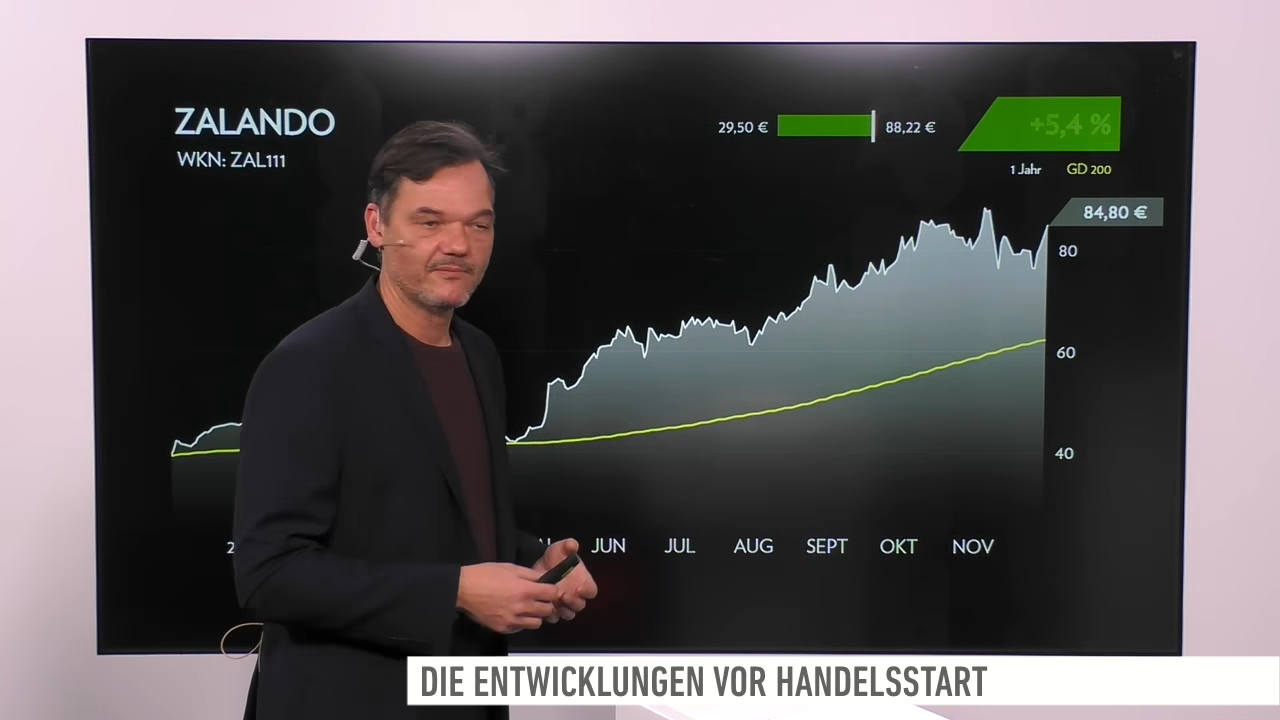 ZALANDO
WKN: ZAL111
29,50 €
88,22 €
+5,4 %
1 Jahr
GD 200
84,80 €
80
60
40
JUN
JUL
AUG
SEPT
OKT
NOV
DIE ENTWICKLUNGEN VOR HANDELSSTART